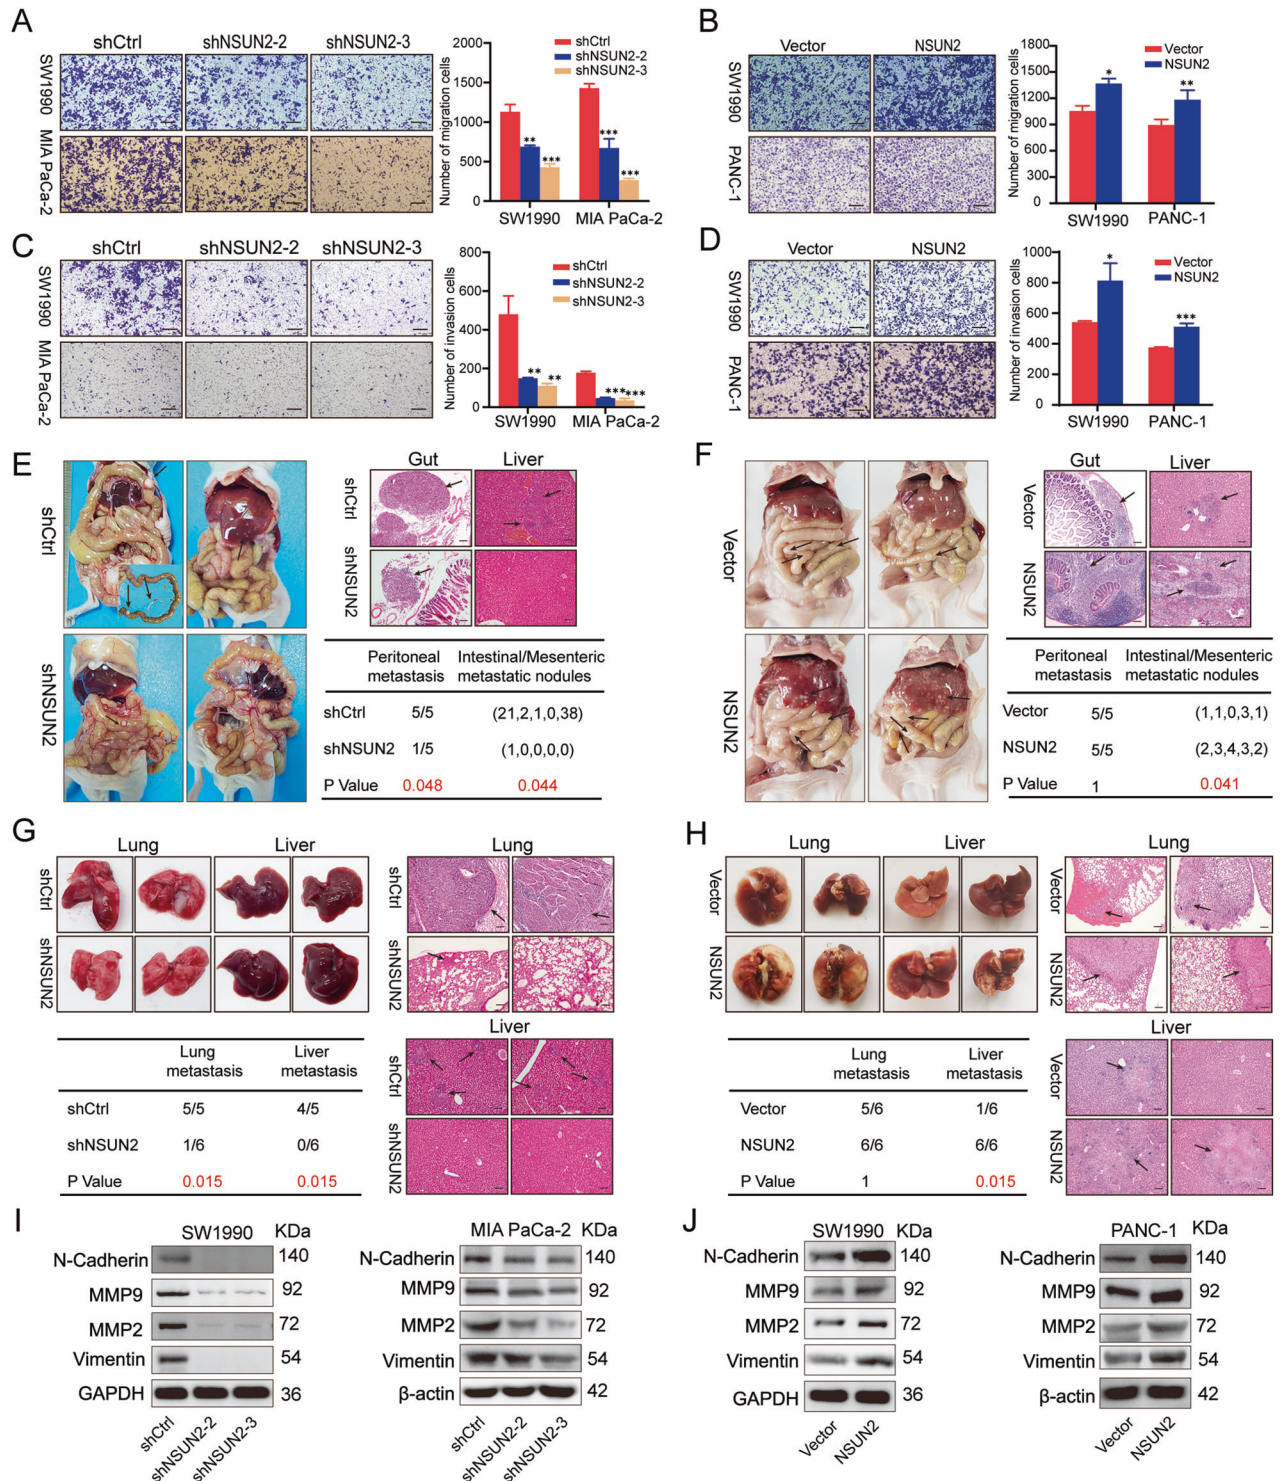 A
shCtrl shNSUN2-2 shNSUN2-3
SW1990
MIA PaCa-2
Number of migration cells
2000
1500
1000
500
0
shCtrl
shNSUN2-2
shNSUN2-3
** *** *** ***
SW1990 MIA PaCa-2
B
Vector NSUN2
SW1990
PANC-1
Number of migration cells
1800
1500
1200
900
600
300
0
Vector
NSUN2
* **
SW1990 PANC-1
C
shCtrl shNSUN2-2 shNSUN2-3
SW1990
MIA PaCa-2
Number of invasion cells
800
600
400
200
0
shCtrl
shNSUN2-2
shNSUN2-3
** ** *** ***
SW1990 MIA PaCa-2
D
Vector NSUN2
SW1990
PANC-1
Number of invasion cells
1000
800
600
400
200
0
Vector
NSUN2
* ***
SW1990 PANC-1
E
shCtrl
shNSUN2
Gut Liver
shCtrl
shNSUN2
Peritoneal metastasis Intestinal/Mesenteric metastatic nodules
shCtrl 5/5 (21,2,1,0,38)
shNSUN2 1/5 (1,0,0,0,0)
P Value 0.048 0.044
F
Vector
NSUN2
Gut Liver
Vector
NSUN2
Peritoneal metastasis Intestinal/Mesenteric metastatic nodules
Vector 5/5 (1,1,0,3,1)
NSUN2 5/5 (2,3,4,3,2)
P Value 1 0.041
G
Lung Liver
shCtrl
shNSUN2
Lung
shCtrl
shNSUN2
Liver
shCtrl
shNSUN2
Lung metastasis Liver metastasis
shCtrl 5/5 4/5
shNSUN2 1/6 0/6
P Value 0.015 0.015
H
Lung Liver
Vector
NSUN2
Lung
Vector
NSUN2
Liver
Vector
NSUN2
Lung metastasis Liver metastasis
Vector 5/6 1/6
NSUN2 6/6 6/6
P Value 1 0.015
I
SW1990 KDa
N-Cadherin 140
MMP9 92
MMP2 72
Vimentin 54
GAPDH 36
shCtrl shNSUN2-2 shNSUN2-3
MIA PaCa-2 KDa
N-Cadherin 140
MMP9 92
MMP2 72
Vimentin 54
β-actin 42
shCtrl shNSUN2-2 shNSUN2-3
J
SW1990 KDa
N-Cadherin 140
MMP9 92
MMP2 72
Vimentin 54
GAPDH 36
Vector NSUN2
PANC-1 KDa
N-Cadherin 140
MMP9 92
MMP2 72
Vimentin 54
β-actin 42
Vector NSUN2